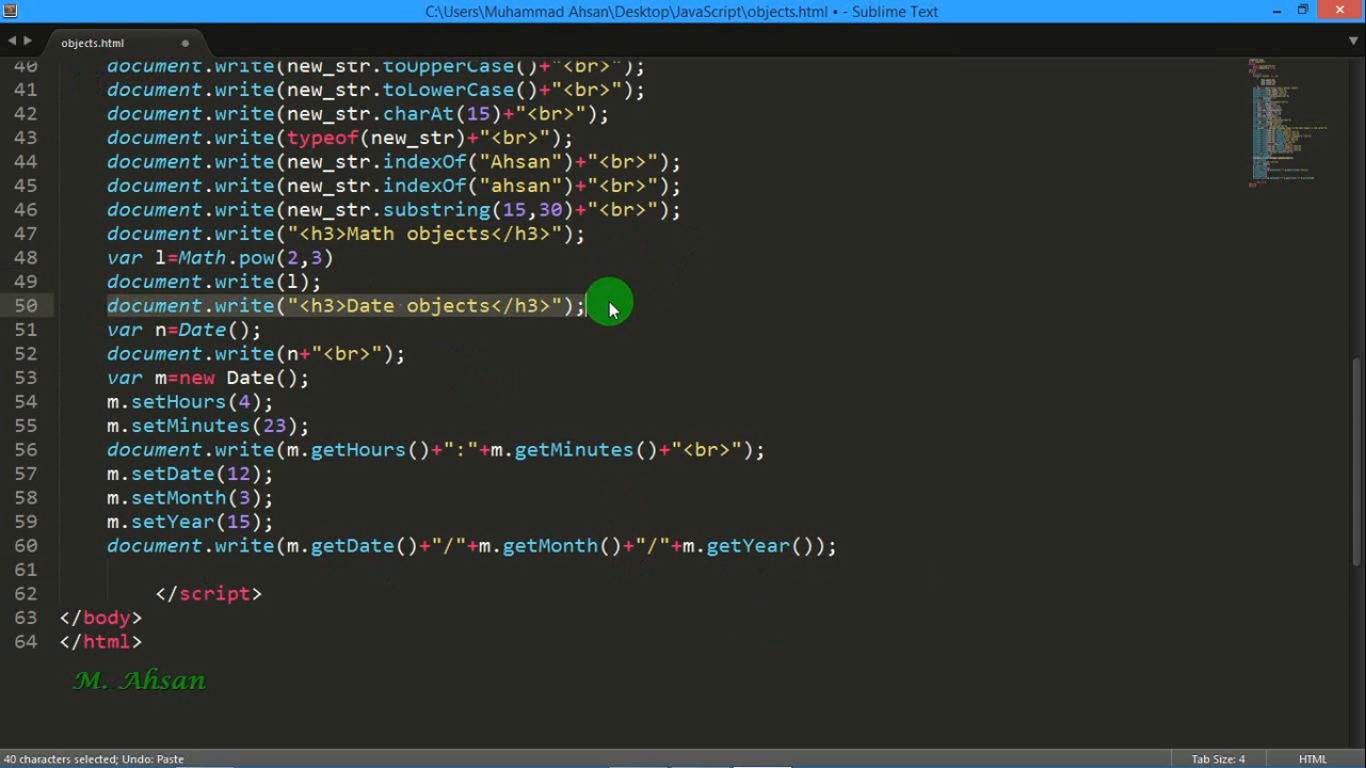 C:\Users\Muhammad Ahsan\Desktop\JavaScript\objects.html • - Sublime Text
objects.html
40 document.write(new_str.toUpperCase()+"<br>");
41 document.write(new_str.toLowerCase()+"<br>");
42 document.write(new_str.charAt(15)+"<br>");
43 document.write(typeof(new_str)+"<br>");
44 document.write(new_str.indexOf("Ahsan")+"<br>");
45 document.write(new_str.indexOf("ahsan")+"<br>");
46 document.write(new_str.substring(15,30)+"<br>");
47 document.write("<h3>Math objects</h3>");
48 var l=Math.pow(2,3)
49 document.write(l);
50 document.write("<h3>Date objects</h3>");
51 var n=Date();
52 document.write(n+"<br>");
53 var m=new Date();
54 m.setHours(4);
55 m.setMinutes(23);
56 document.write(m.getHours()+":"+m.getMinutes()+"<br>");
57 m.setDate(12);
58 m.setMonth(3);
59 m.setYear(15);
60 document.write(m.getDate()+"/"+m.getMonth()+"/"+m.getYear());
61
62 </script>
63 </body>
64 </html>
M. Ahsan
40 characters selected; Undo: Paste
Tab Size: 4
HTML